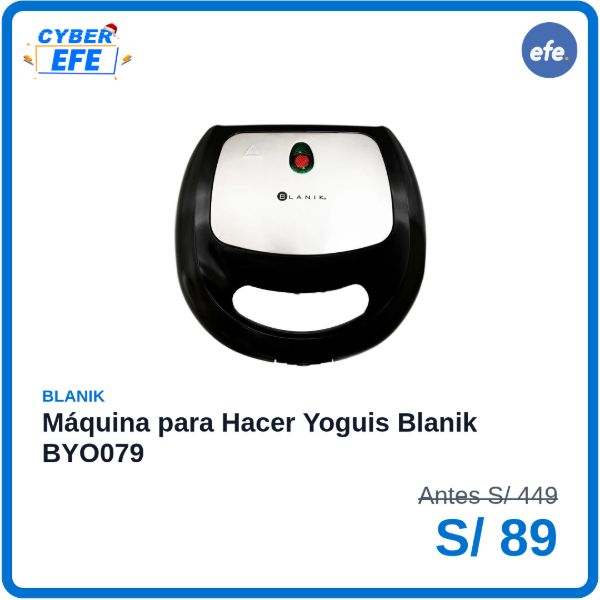 CYBER
EFE
efe.
BLANIK
BLANIK
Máquina para Hacer Yoguis Blanik
BYO079
Antes S/ 449
S/ 89